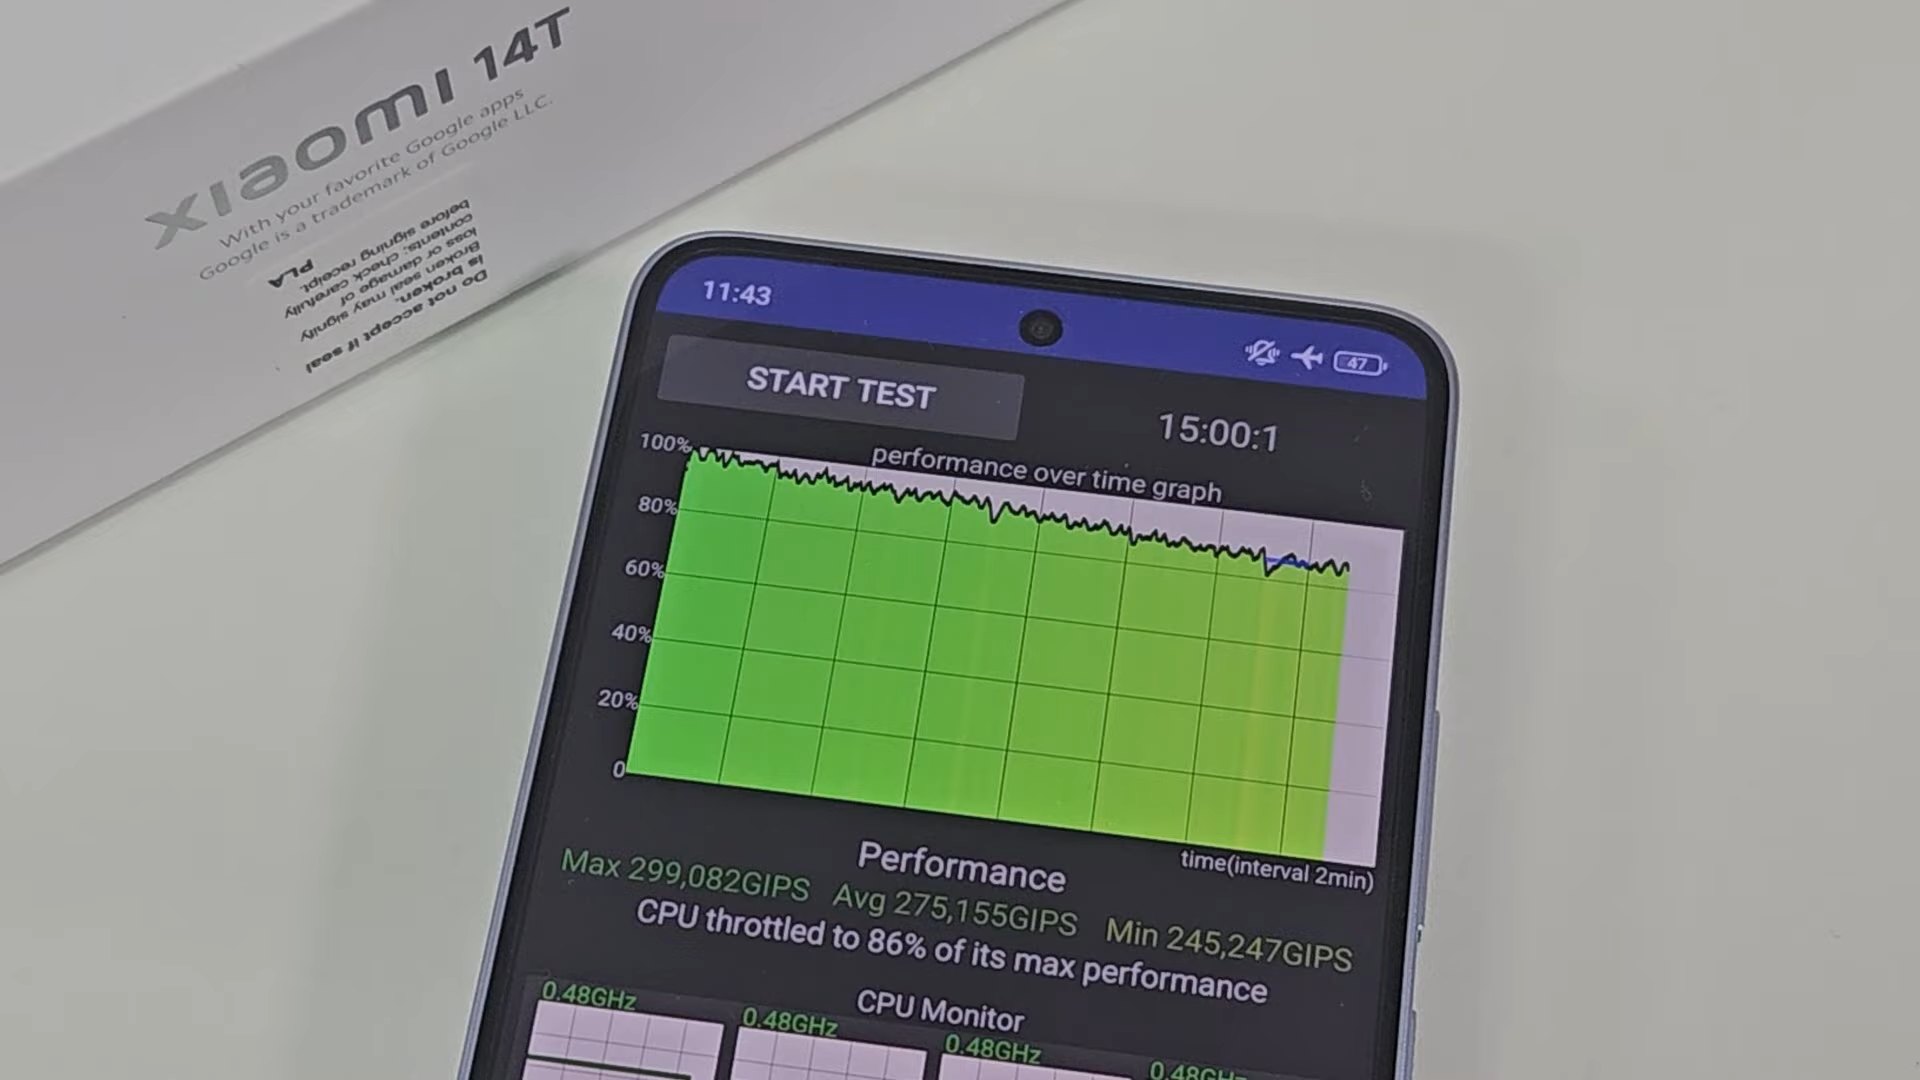 xiaomi 14T
With your favorite Google apps
Google is a trademark of Google LLC.
Do not accept if seal
is broken.
Broken seal may signify
loss or damage of
contents; check carefully
before signing receipt.
PLA
11:43
47
START TEST
15:00:1
performance over time graph
100%
80%
60%
40%
20%
0
time(interval 2min)
Performance
Max 299,082GIPS Avg 275,155GIPS Min 245,247GIPS
CPU throttled to 86% of its max performance
CPU Monitor
0.48GHz
0.48GHz
0.48GHz
0.48GHz